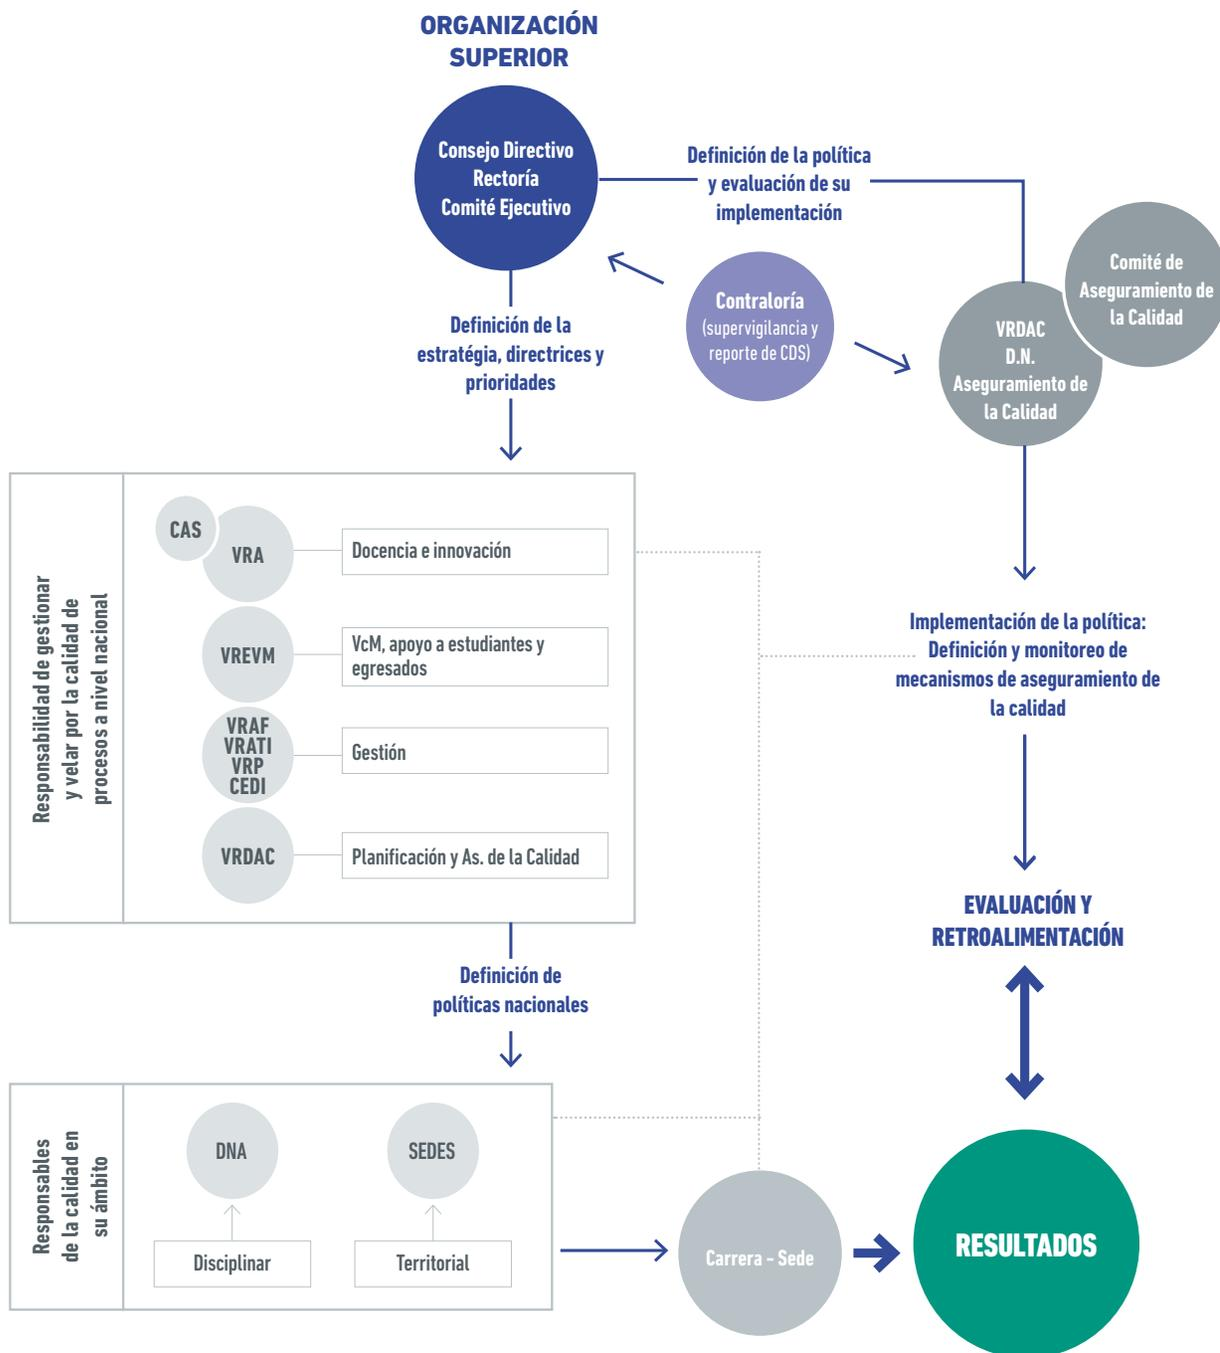 ORGANIZACIÓN
SUPERIOR
Consejo Directivo
Rectoría
Comité Ejecutivo
Definición de la política
y evaluación de su
implementación
Comité de
Aseguramiento de
la Calidad
Contraloría
(supervigilancia y
reporte de CDS)
VRDAC
D.N.
Aseguramiento de
la Calidad
Definición de la
estratégia, directrices y
prioridades
Responsabilidad de gestionar
y velar por la calidad de
procesos a nivel nacional
CAS
VRA
Docencia e innovación
VREVM
VcM, apoyo a estudiantes y
egresados
VRAF
VRATI
VRP
CEDI
Gestión
VRDAC
Planificación y As. de la Calidad
Implementación de la política:
Definición y monitoreo de
mecanismos de aseguramiento de
la calidad
EVALUACIÓN Y
RETROALIMENTACIÓN
Definición de
políticas nacionales
Responsables
de la calidad en
su ámbito
DNA
SEDES
Disciplinar
Territorial
Carrera - Sede
RESULTADOS